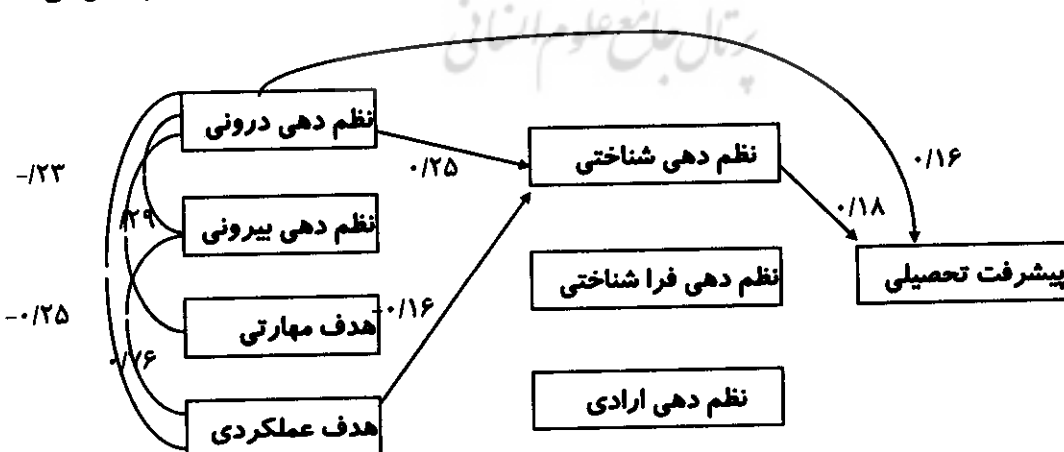 پرتال جامع علوم انسانی
نظم دهی درونی
نظم دهی شناختی
۰/۱۶
-/۲۳
۰/۲۵
۰/۱۸
/۲۹
نظم دهی بیرونی
نظم دهی فرا شناختی
پیشرفت تحصیلی
-۰/۲۵
هدف مهارتی
-۰/۱۶
۰/۷۶
نظم دهی ارادی
هدف عملکردی